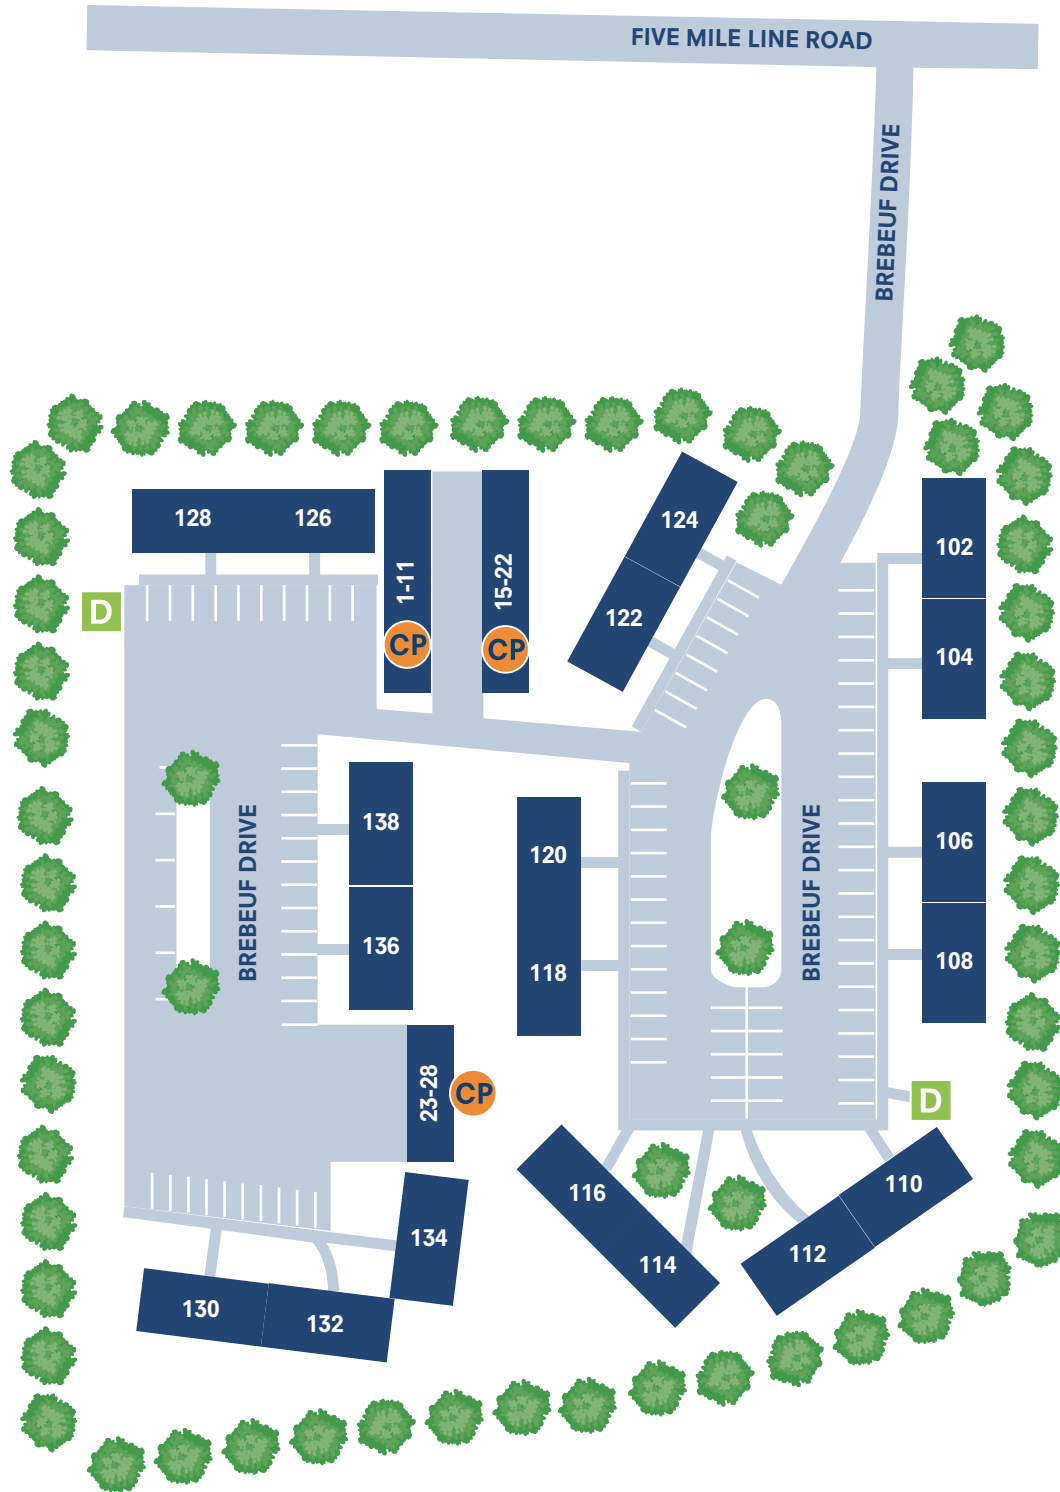 FIVE MILE LINE ROAD
BREBEUF DRIVE
128
126
1-11
CP
15-22
CP
124
122
102
104
D
138
136
BREBEUF DRIVE
120
118
BREBEUF DRIVE
106
108
23-28
CP
D
116
114
110
112
134
130
132